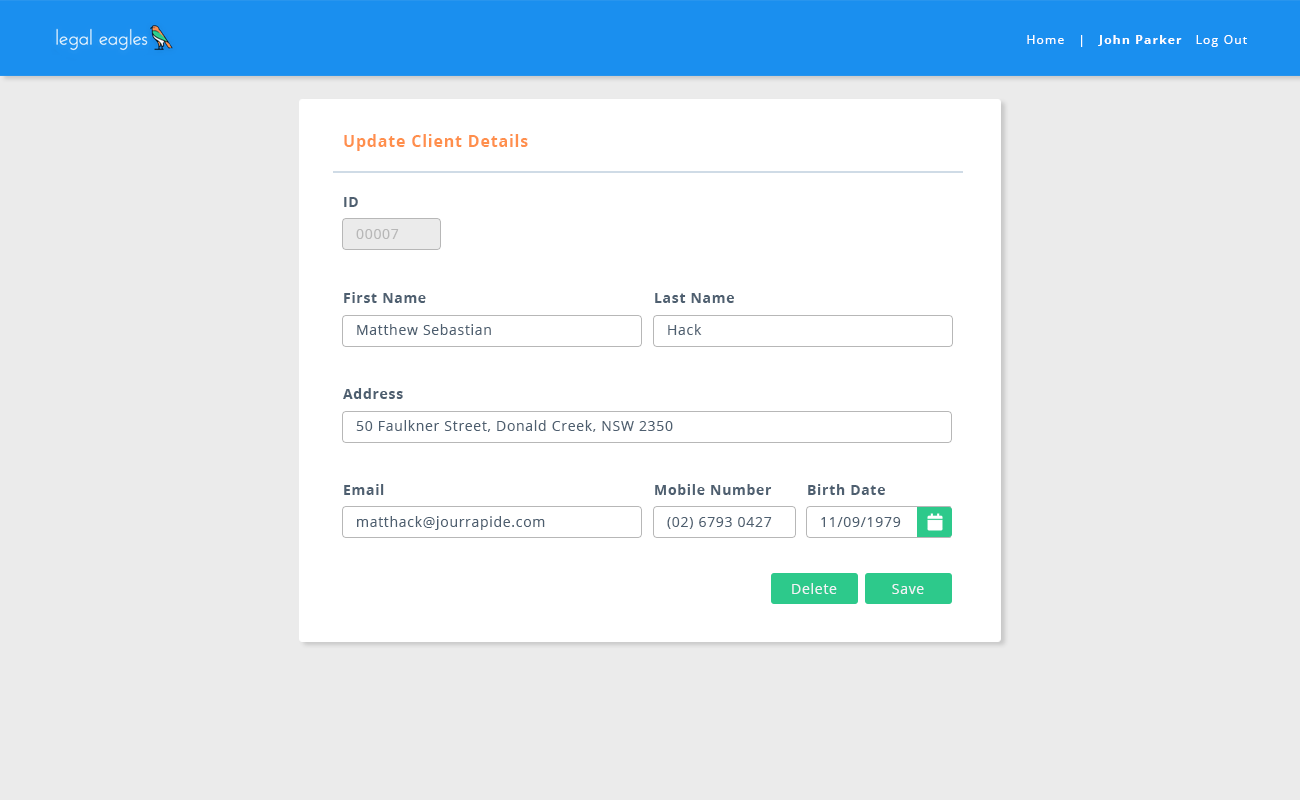 legal eagles
Home | John Parker Log Out
Update Client Details
ID
00007
First Name Last Name
Matthew Sebastian Hack
Address
50 Faulkner Street, Donald Creek, NSW 2350
Email Mobile Number Birth Date
matthack@jourrapide.com (02) 6793 0427 11/09/1979
Delete Save